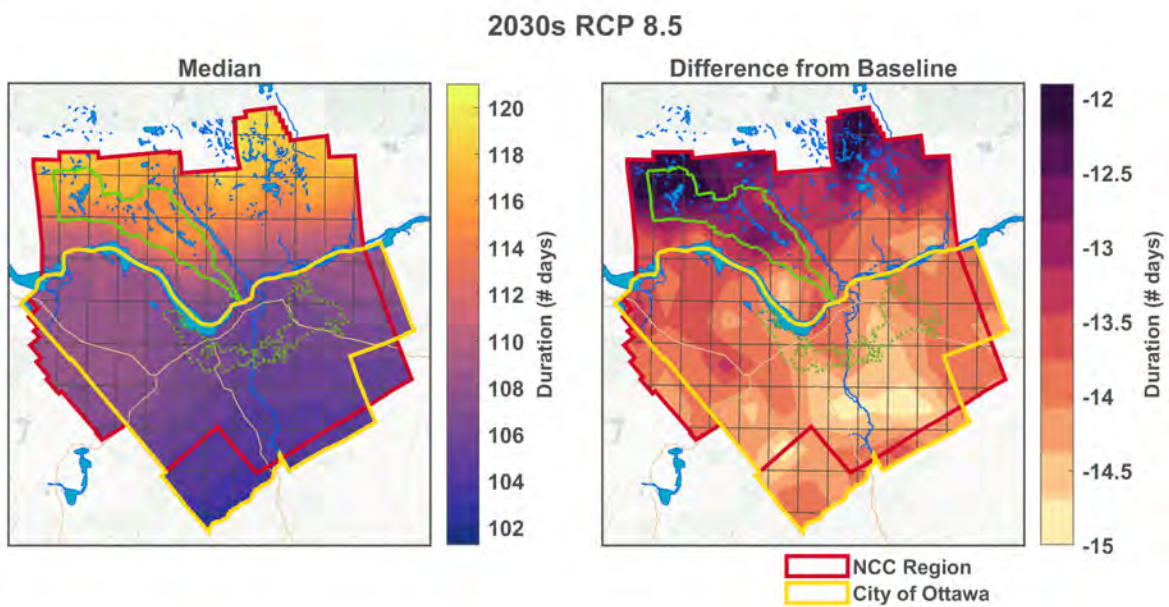 2030s RCP 8.5
Median
Difference from Baseline
120
118
116
114
112
110
108
106
104
102
Duration (# days)
-12
-12.5
-13
-13.5
-14
-14.5
-15
Duration (# days)
NCC Region
City of Ottawa